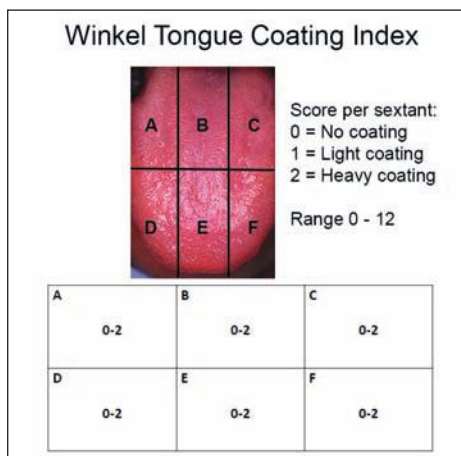 Winkel Tongue Coating Index
A B C
D E F
Score per sextant:
0 = No coating
1 = Light coating
2 = Heavy coating
Range 0 - 12
A B C
0-2 0-2 0-2
D E F
0-2 0-2 0-2